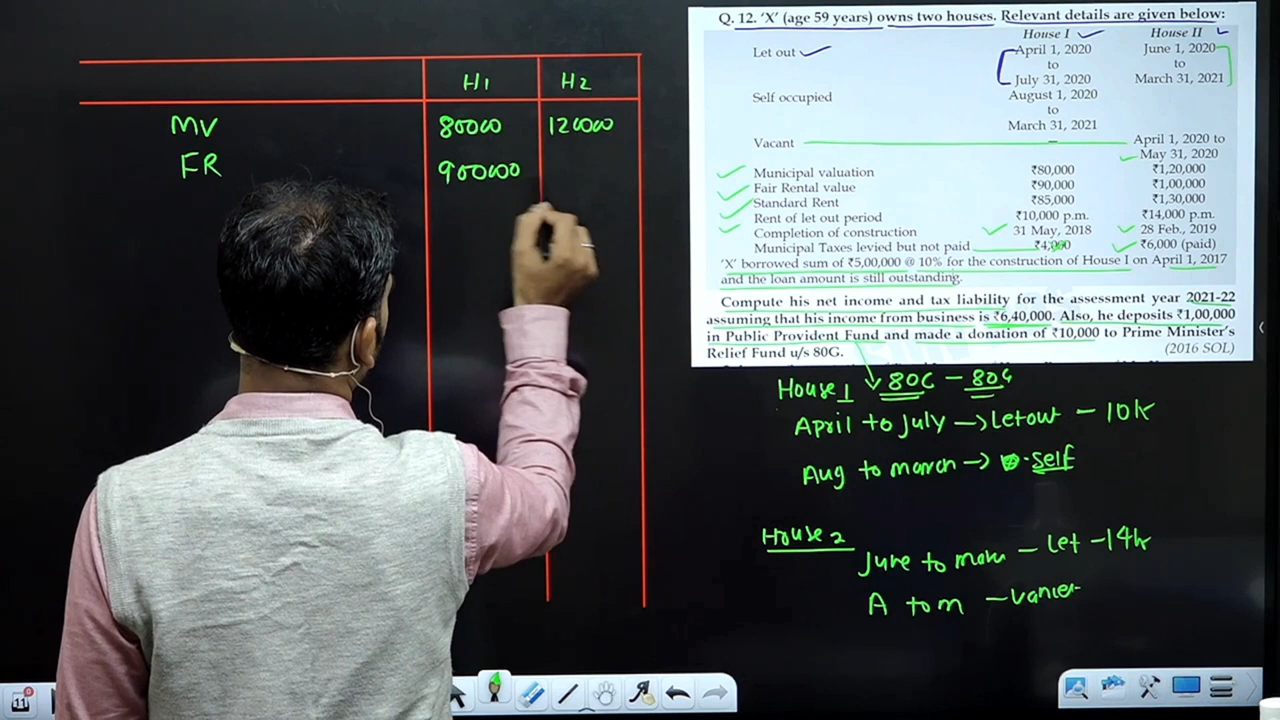 H1 H2
MV 80000 120000
FR 900000
Q. 12. 'X' (age 59 years) owns two houses. Relevant details are given below:
House I House II
Let out April 1, 2020 June 1, 2020
to to
July 31, 2020 March 31, 2021
Self occupied August 1, 2020
to
March 31, 2021
Vacant – April 1, 2020 to
May 31, 2020
Municipal valuation ₹80,000 ₹1,20,000
Fair Rental value ₹90,000 ₹1,00,000
Standard Rent ₹85,000 ₹1,30,000
Rent of let out period ₹10,000 p.m. ₹14,000 p.m.
Completion of construction 31 May, 2018 28 Feb., 2019
Municipal Taxes levied but not paid ₹4,000 ₹6,000 (paid)
'X' borrowed sum of ₹5,00,000 @ 10% for the construction of House I on April 1, 2017
and the loan amount is still outstanding.
Compute his net income and tax liability for the assessment year 2021-22
assuming that his income from business is ₹6,40,000. Also, he deposits ₹1,00,000
in Public Provident Fund and made a donation of ₹10,000 to Prime Minister's
Relief Fund u/s 80G. (2016 SOL)
House 1 80C - 80G
April to July → Letout - 10k
Aug to march → self
House 2
June to - Let - 14k
A to m -
11